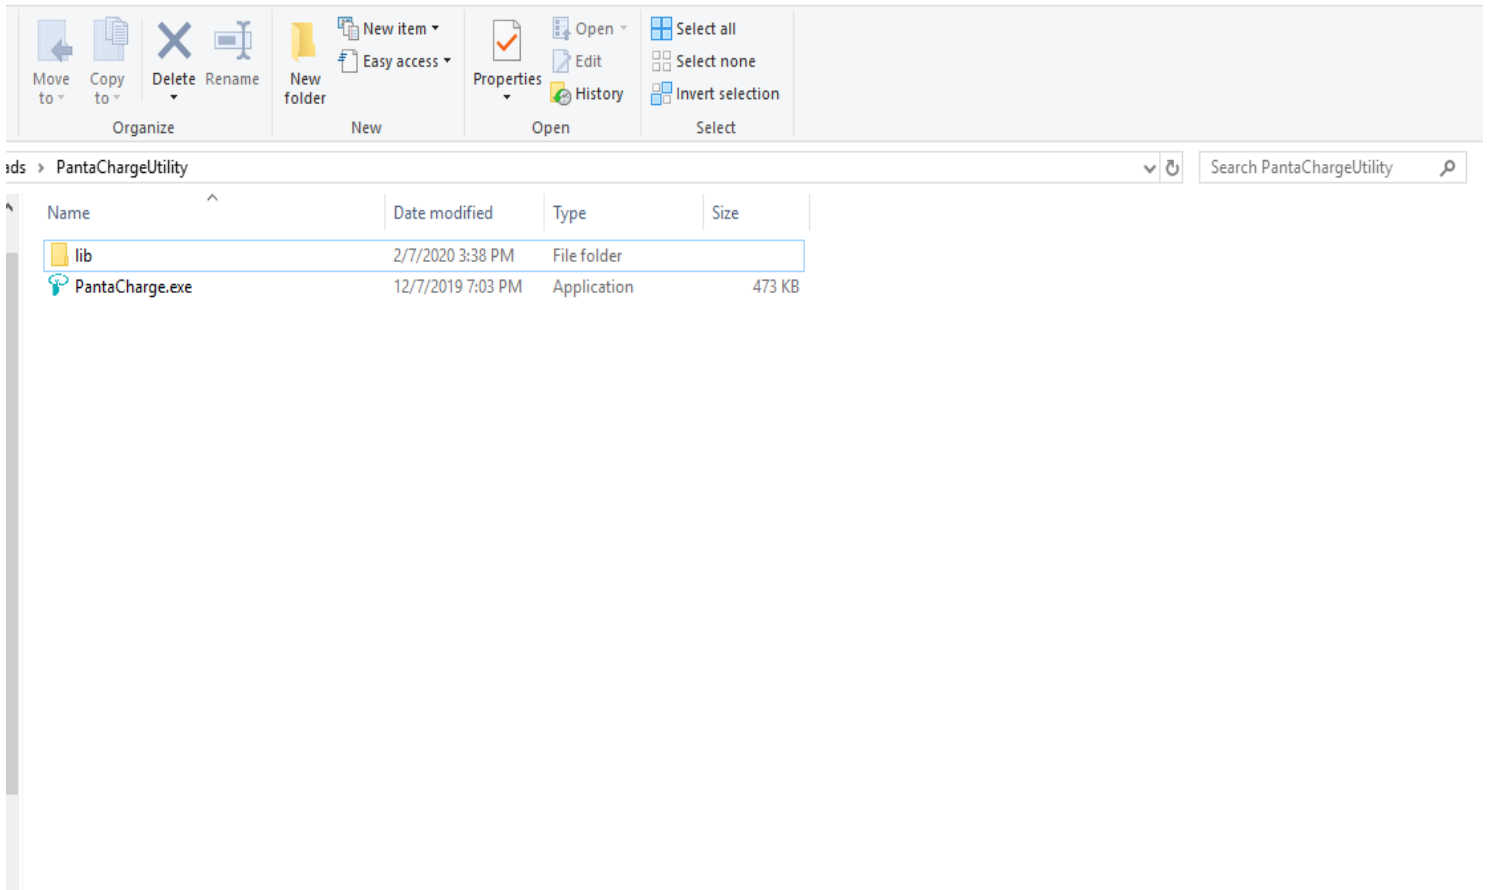 Move to
Copy to
Delete
Rename
Organize
New folder
New item
Easy access
New
Properties
Open
Edit
History
Open
Select all
Select none
Invert selection
Select
ads > PantaChargeUtility
Search PantaChargeUtility
Name Date modified Type Size
lib 2/7/2020 3:38 PM File folder
PantaCharge.exe 12/7/2019 7:03 PM Application 473 KB